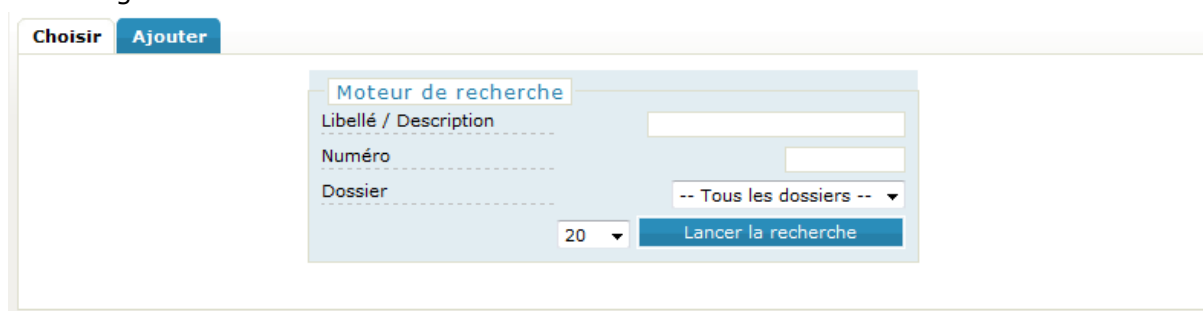 Choisir Ajouter
Moteur de recherche
Libellé / Description
Numéro
Dossier -- Tous les dossiers --
20 Lancer la recherche